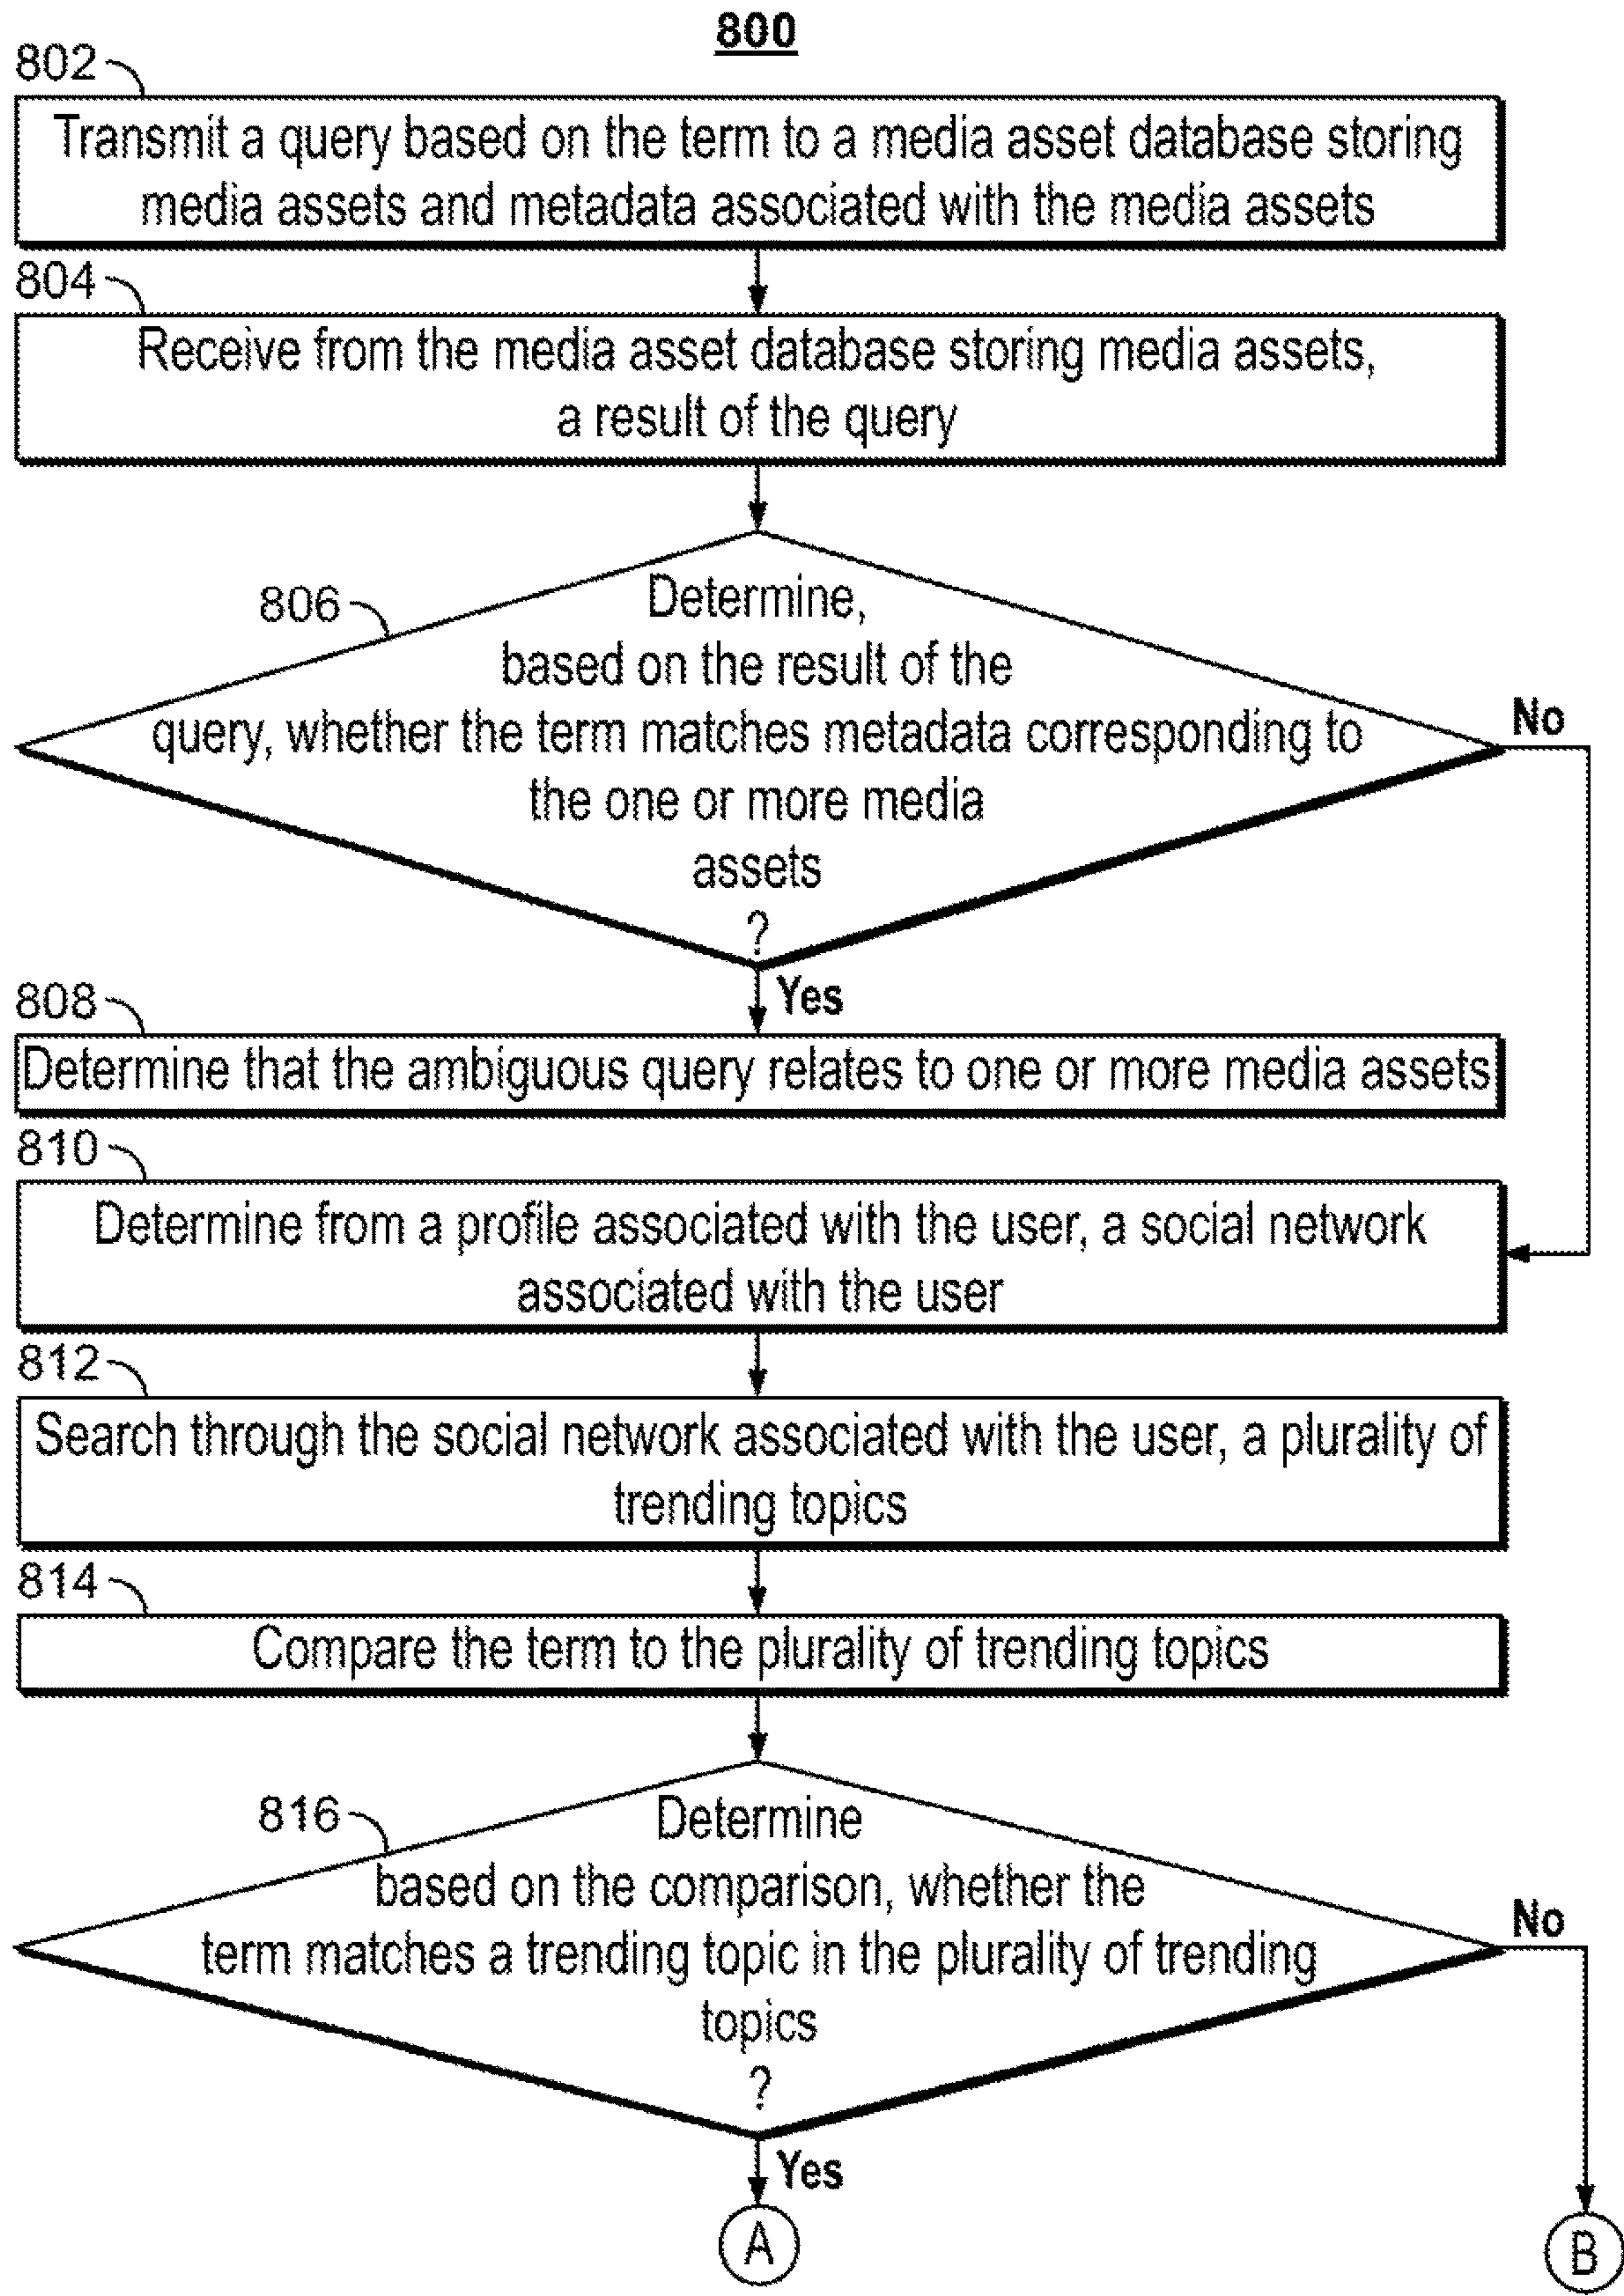 800
802
Transmit a query based on the term to a media asset database storing
media assets and metadata associated with the media assets
804
Receive from the media asset database storing media assets,
a result of the query
806
Determine,
based on the result of the
query, whether the term matches metadata corresponding to
the one or more media
assets
?
No
Yes
808
Determine that the ambiguous query relates to one or more media assets
810
Determine from a profile associated with the user, a social network
associated with the user
812
Search through the social network associated with the user, a plurality of
trending topics
814
Compare the term to the plurality of trending topics
816
Determine
based on the comparison, whether the
term matches a trending topic in the plurality of trending
topics
?
No
Yes
A
B